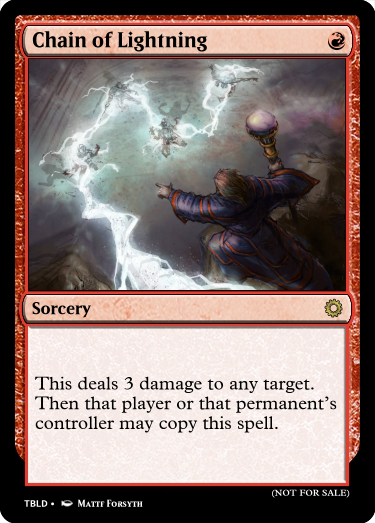 Chain of Lightning
Sorcery
This deals 3 damage to any target.
Then that player or that permanent's
controller may copy this spell.
(NOT FOR SALE)
TBLD • Matt Forsyth